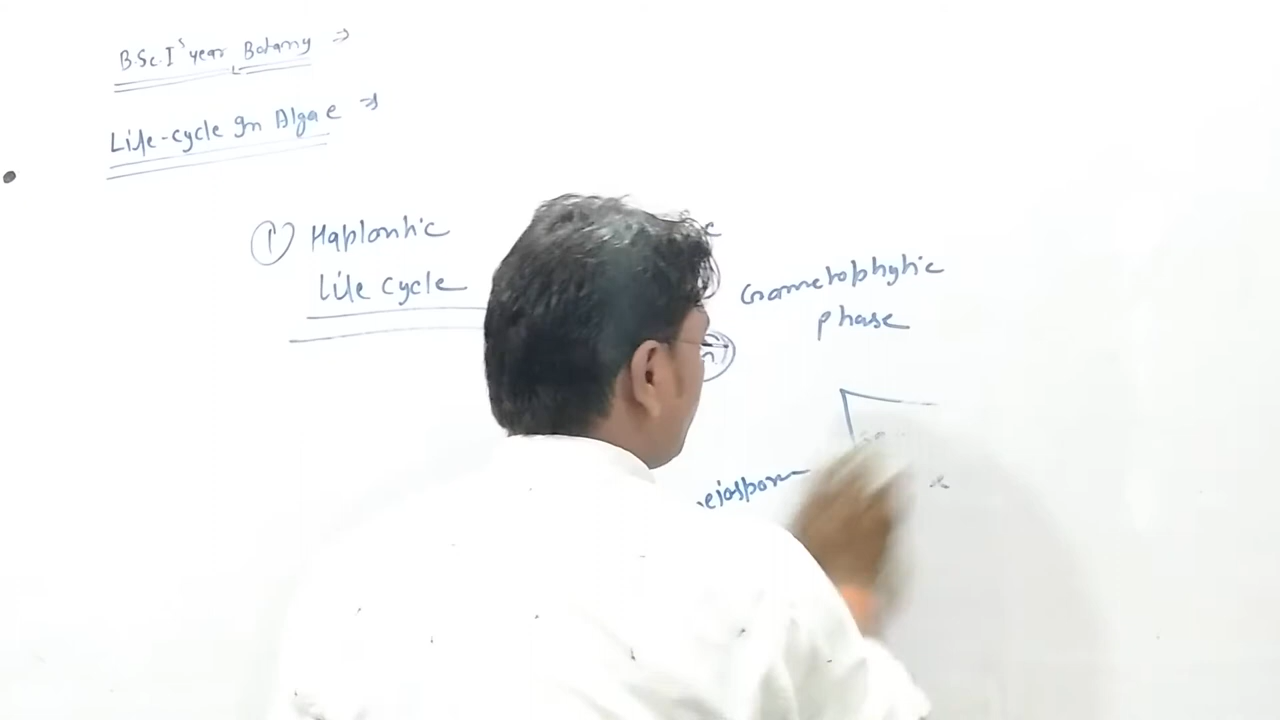 B.Sc. I year Botany ⇒
Life-cycle In Algae ⇒
① Haplontic
Life cycle
Gametophytic
phase